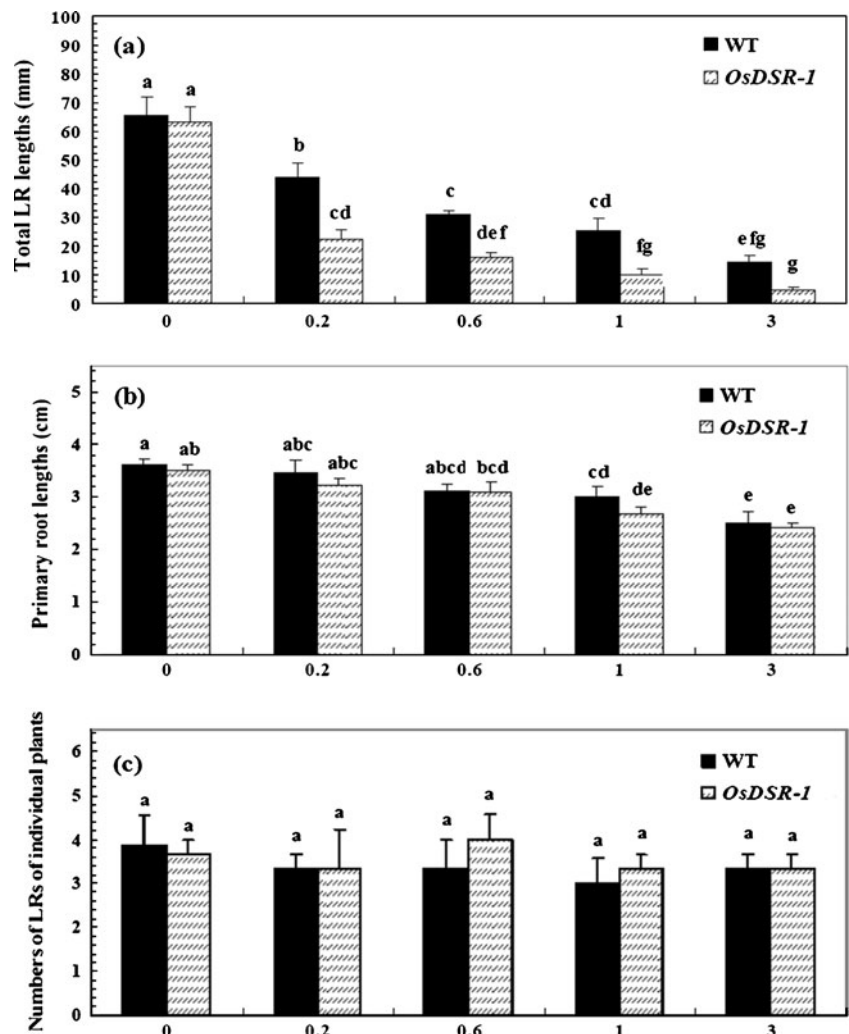 Total LR lengths (mm)
100
90
80
70
60
50
40
30
20
10
0
(a)
WT
OsDSR-1
a a
b cd
c def
cd fg
efg g
0 0.2 0.6 1 3
Primary root lengths (cm)
5
4
3
2
1
0
(b)
WT
OsDSR-1
a ab
abc abc
abcd bcd
cd de
e e
0 0.2 0.6 1 3
Numbers of LRs of individual plants
6
5
4
3
2
1
0
(c)
WT
OsDSR-1
a a
a a
a a
a a
a a
0 0.2 0.6 1 3